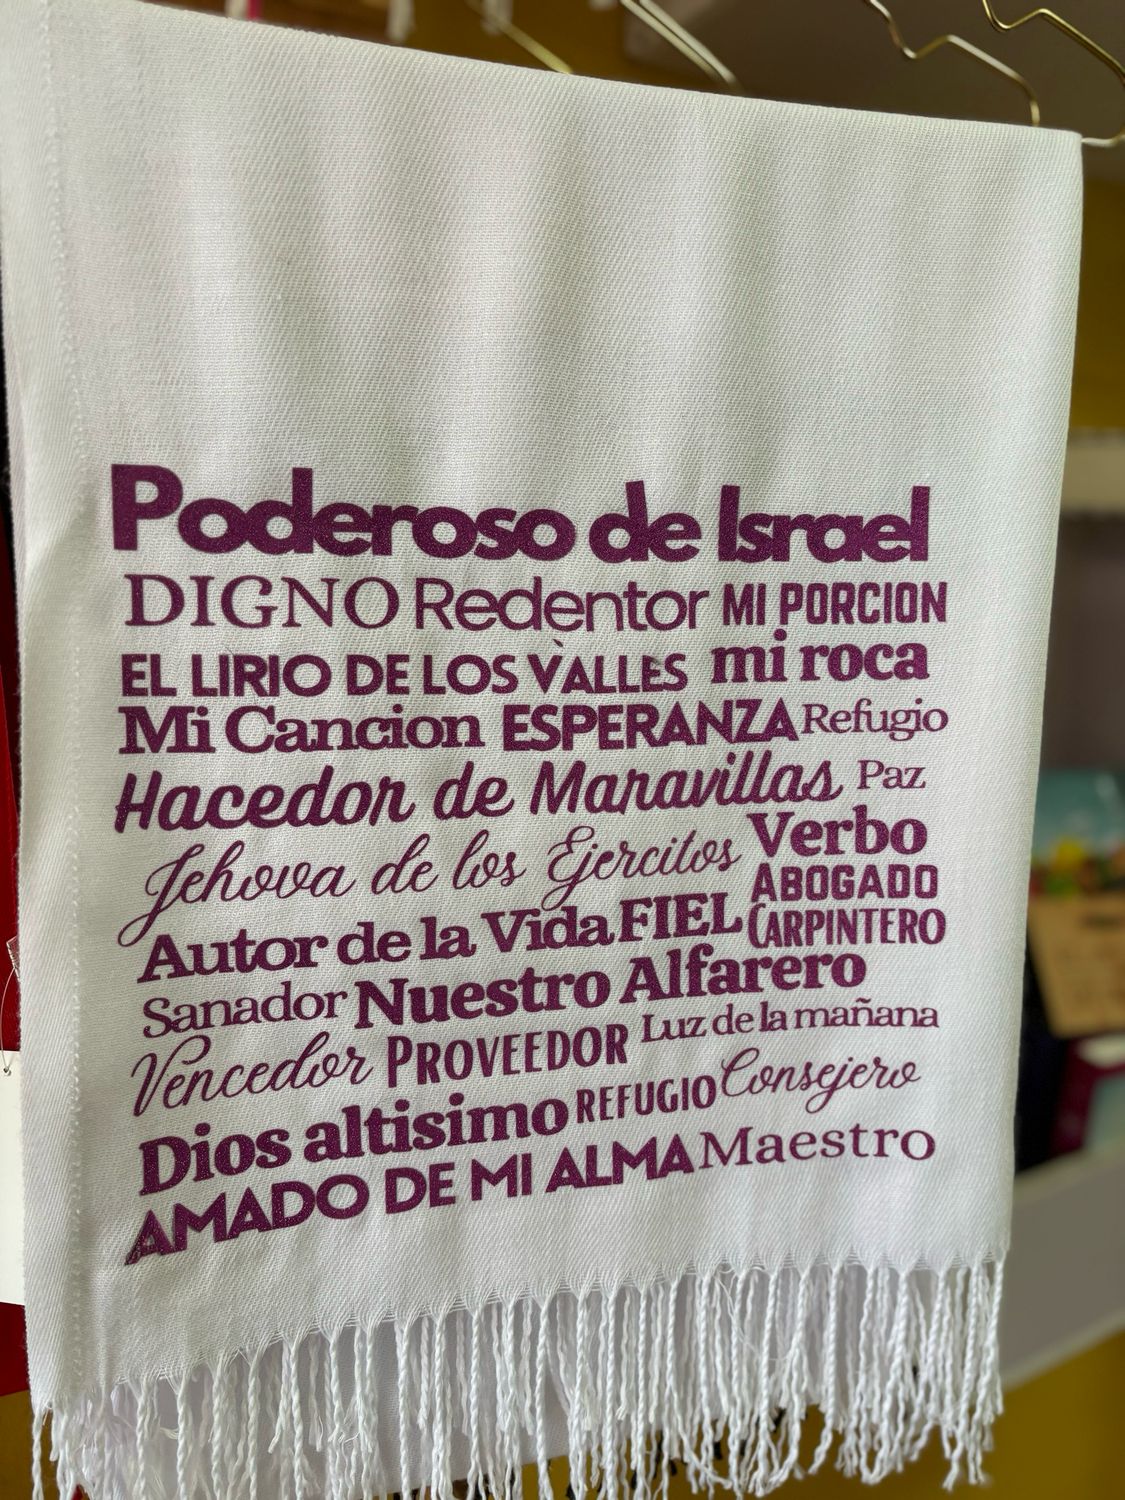 Poderoso de Israel
DIGNO Redentor MI PORCION
EL LIRIO DE LOS VALLES mi roca
Mi Cancion ESPERANZA Refugio
Hacedor de Maravillas Paz
Jehova de los Ejercitos Verbo
ABOGADO
Autor de la Vida FIEL CARPINTERO
Sanador Nuestro Alfarero
Vencedor PROVEEDOR Luz de la mañana
Dios altisimo REFUGIO Consejero
AMADO DE MI ALMA Maestro